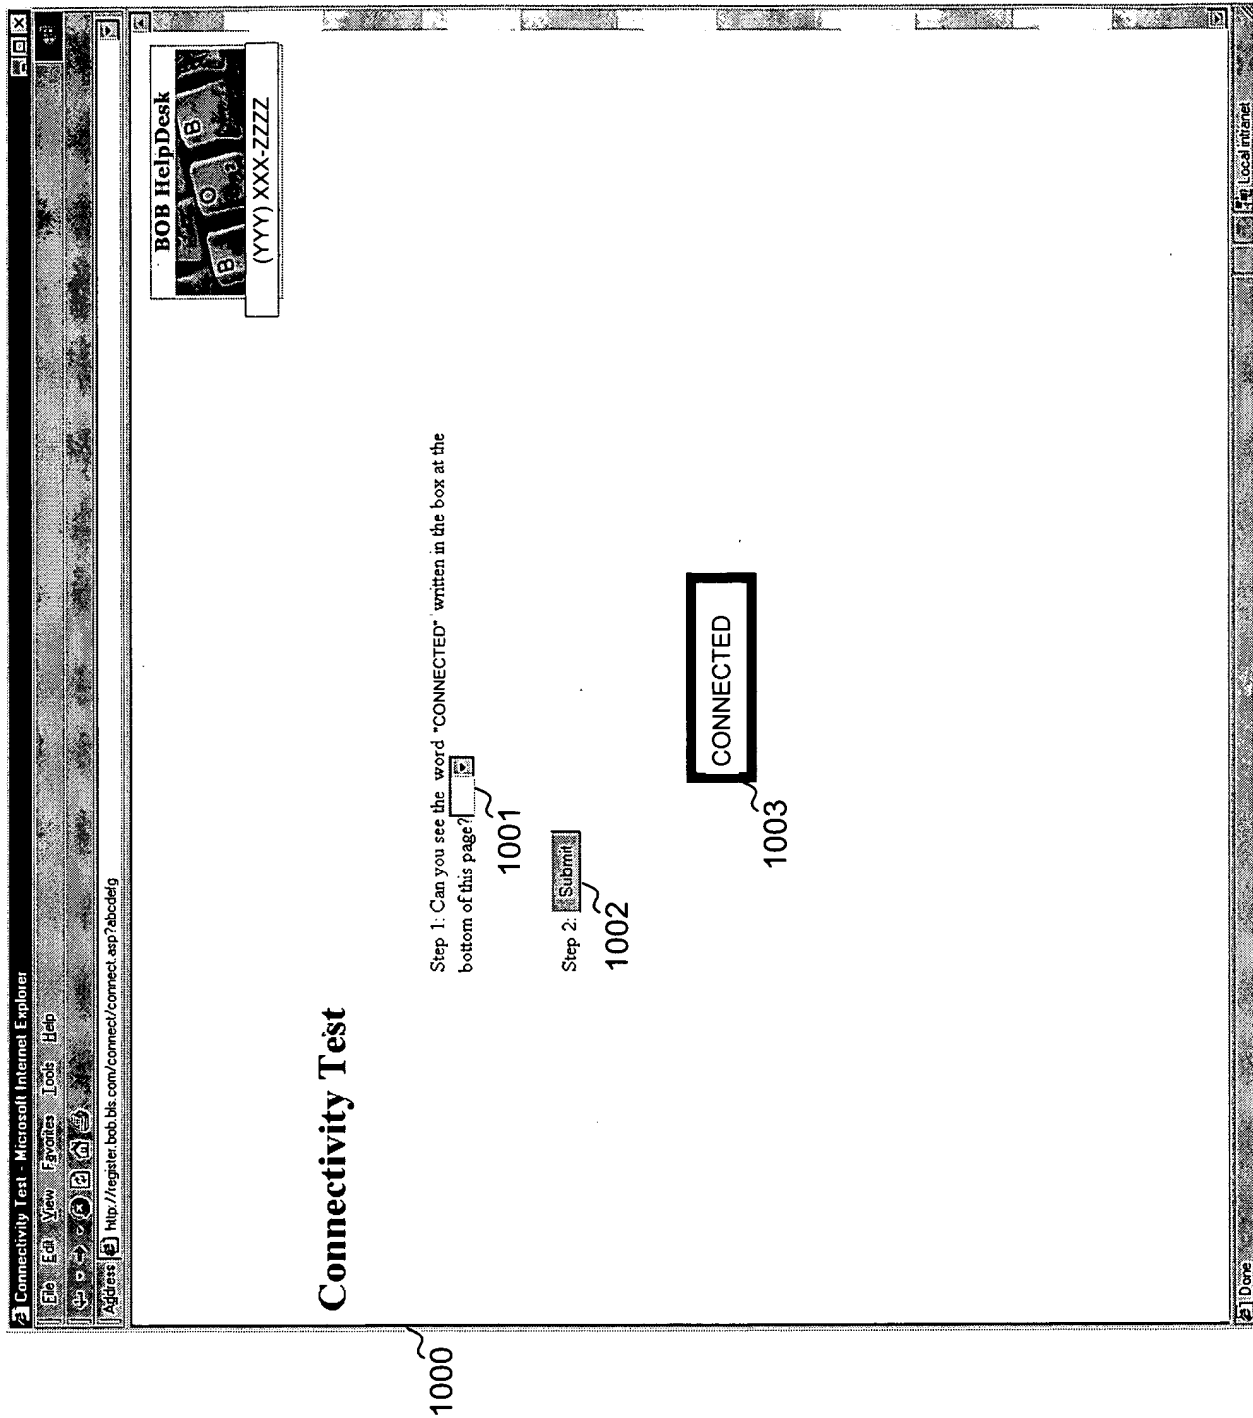 Connectivity Test - Microsoft Internet Explorer
File Edit View Favorites Tools Help
Address http://register.bob.bls.com/connect/connect.asp?abcdefg
BOB HelpDesk
B O B
(YYY) XXX-ZZZZ
Connectivity Test
Step 1: Can you see the word "CONNECTED" written in the box at the
bottom of this page?
1001
Step 2: Submit
1002
CONNECTED
1003
1000
Done Local intranet